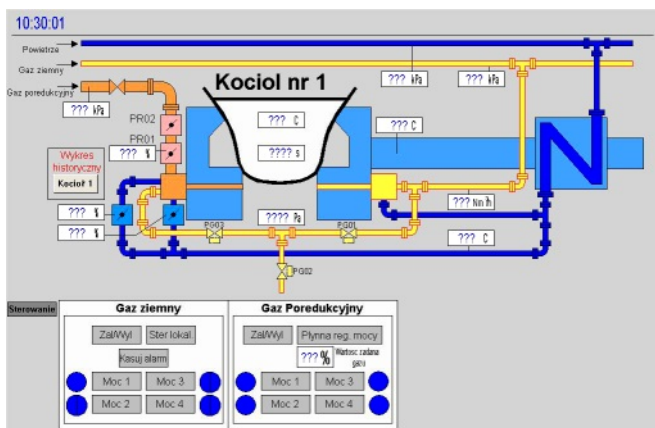 10:30:01
Powietrze
Gaz ziemny
Gaz poredukcyjny
??? kPa
??? kPa
??? kPa
Kociol nr 1
PR02
PR01
??? %
??? C
???? s
??? C
Wykres
historyczny
Kocioł 1
??? %
??? %
???? Pa
??? Nm³/h
??? C
PG03
PG01
PG02
Sterowanie
Gaz ziemny
Zal/Wyl
Ster lokal.
Kasuj alarm
Moc 1
Moc 3
Moc 2
Moc 4
Gaz Poredukcyjny
Zal/Wyl
Plynna reg. mocy
??? %
Wartosc zadana
gazu
Moc 1
Moc 3
Moc 2
Moc 4